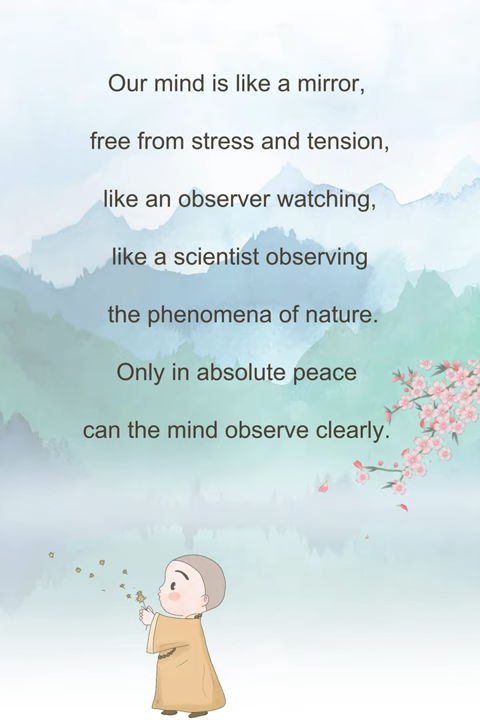 Our mind is like a mirror,
free from stress and tension,
like an observer watching,
like a scientist observing
the phenomena of nature.
Only in absolute peace
can the mind observe clearly.